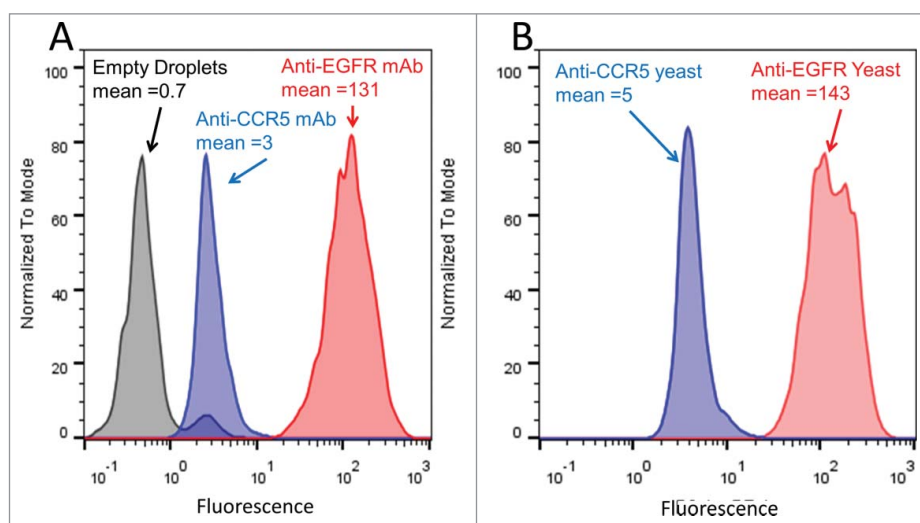 A
Empty Droplets
mean =0.7
Anti-CCR5 mAb
mean =3
Anti-EGFR mAb
mean =131
Normalized To Mode
100
80
60
40
20
0
10-1
100
101
102
103
Fluorescence
B
Anti-CCR5 yeast
mean =5
Anti-EGFR Yeast
mean =143
Normalized To Mode
100
80
60
40
20
0
10-1
100
101
102
103
Fluorescence